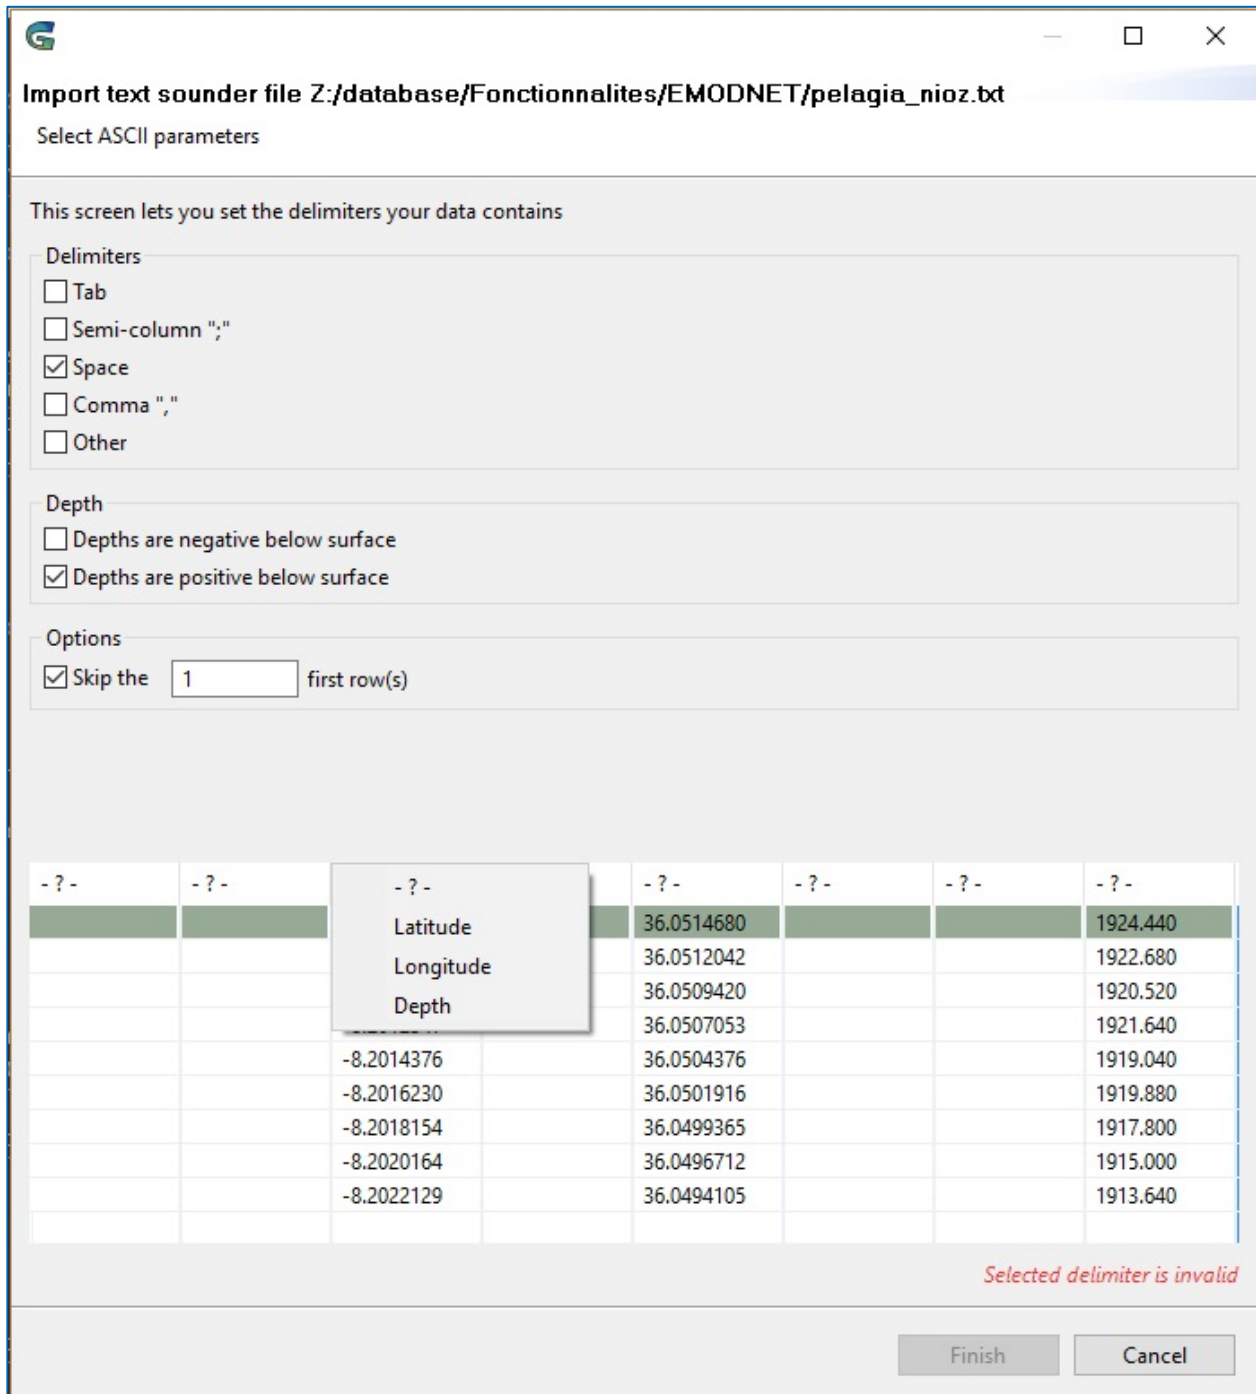 Import text sounder file Z:/database/Fonctionnalites/EMODNET/pelagia_nioz.txt
Select ASCII parameters
This screen lets you set the delimiters your data contains
Delimiters
Tab
Semi-column ";"
Space
Comma ","
Other
Depth
Depths are negative below surface
Depths are positive below surface
Options
Skip the 1 first row(s)
- ? - - ? - - ? - - ? - - ? - - ? - - ? -
Latitude
Longitude
Depth
36.0514680 1924.440
36.0512042 1922.680
36.0509420 1920.520
36.0507053 1921.640
-8.2014376 36.0504376 1919.040
-8.2016230 36.0501916 1919.880
-8.2018154 36.0499365 1917.800
-8.2020164 36.0496712 1915.000
-8.2022129 36.0494105 1913.640
Selected delimiter is invalid
Finish Cancel